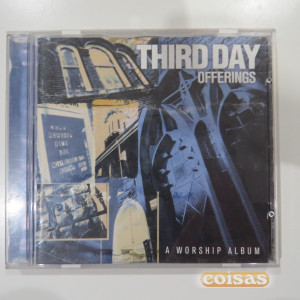 THIRD DAY
OFFERINGS
A WORSHIP ALBUM
coisas